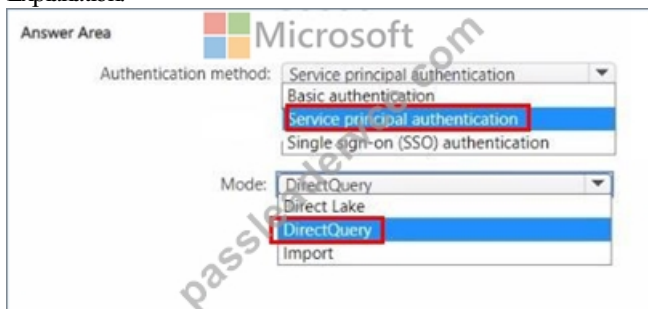 Explanation:
Answer Area
Microsoft
Authentication method: Service principal authentication
Basic authentication
Service principal authentication
Single sign-on (SSO) authentication
Mode: DirectQuery
Direct Lake
DirectQuery
Import